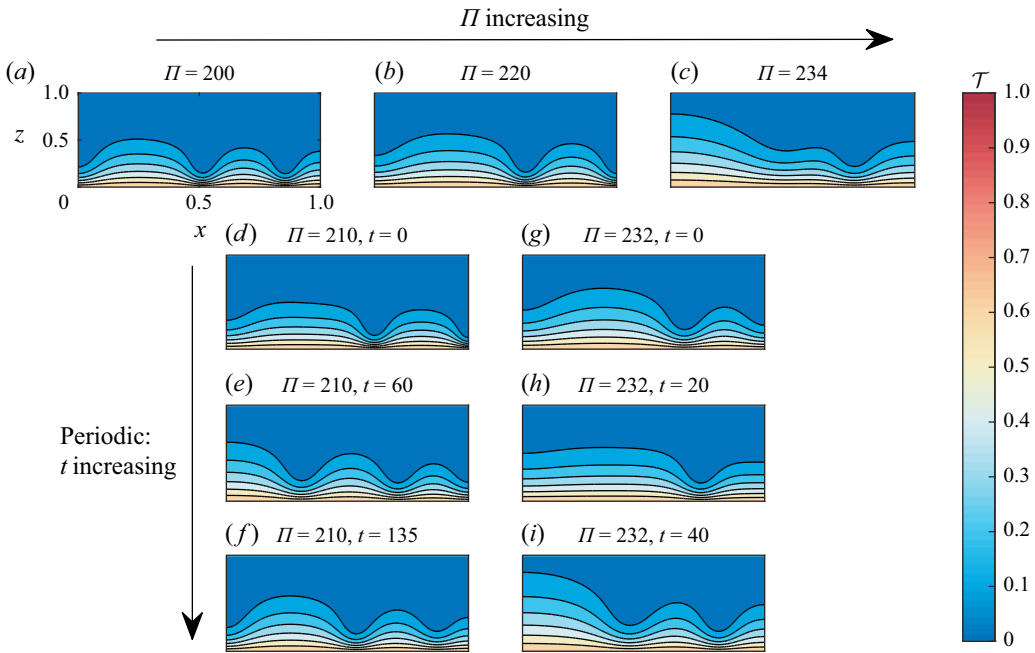 Π increasing
(a) Π = 200
(b) Π = 220
(c) Π = 234
𝒯
1.0
z 0.5
0 0.5 1.0
x
1.0
0.9
0.8
0.7
0.6
0.5
0.4
0.3
0.2
0.1
0
(d) Π = 210, t = 0
(g) Π = 232, t = 0
(e) Π = 210, t = 60
(h) Π = 232, t = 20
Periodic:
t increasing
(f) Π = 210, t = 135
(i) Π = 232, t = 40